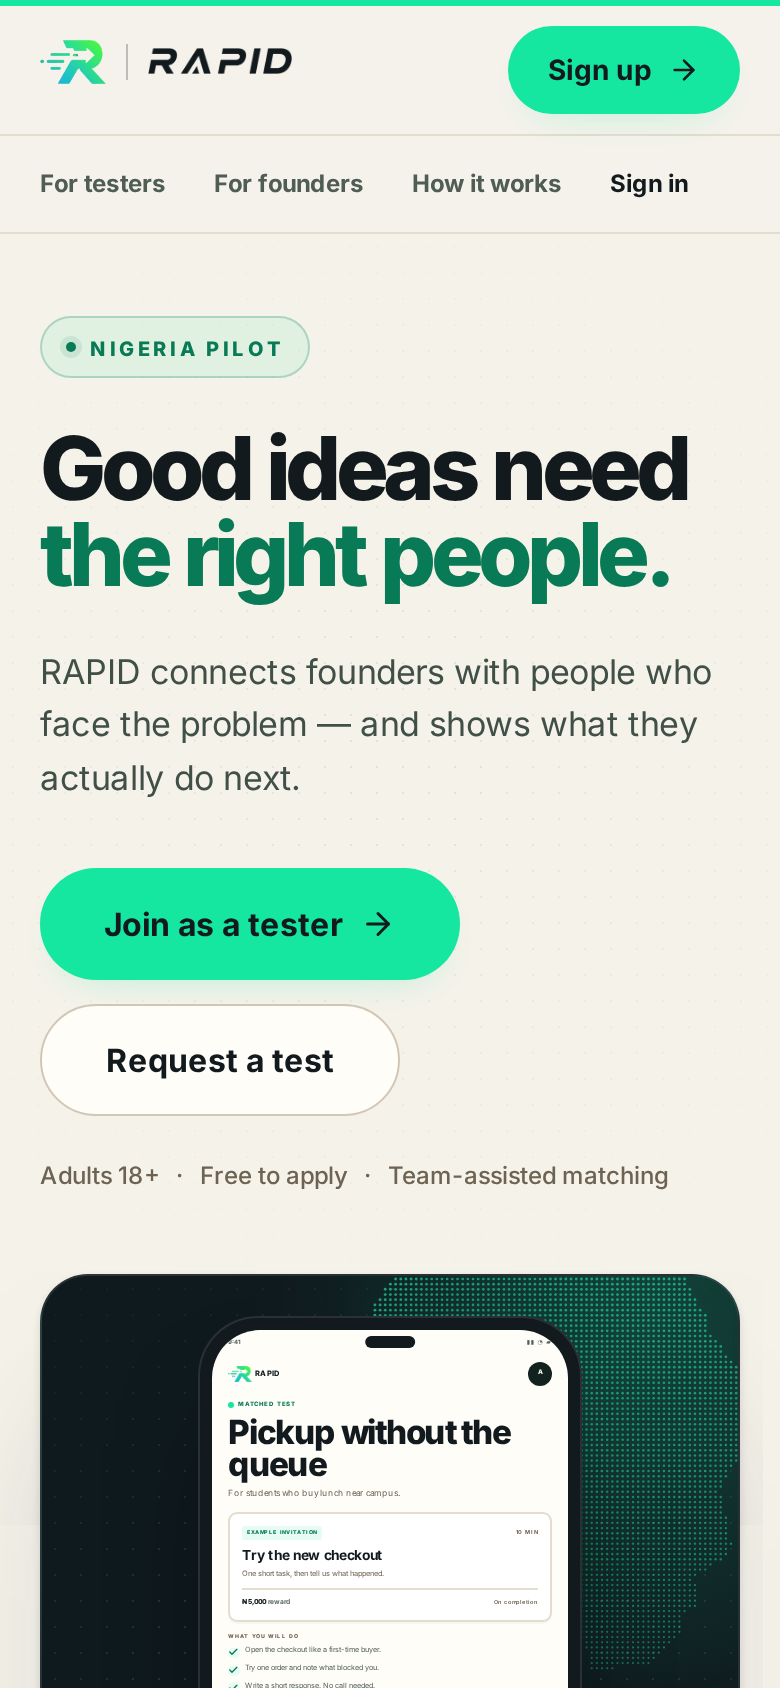 RAPID
Sign up
For testers
For founders
How it works
Sign in
NIGERIA PILOT
Good ideas need
the right people.
RAPID connects founders with people who
face the problem — and shows what they
actually do next.
Join as a tester
Request a test
Adults 18+ · Free to apply · Team-assisted matching
RAPID
A
MATCHED TEST
Pickup without the
queue
For students who buy lunch near campus.
EXAMPLE INVITATION
10 MIN
Try the new checkout
One short task, then tell us what happened.
₦5,000 reward
On completion
WHAT YOU WILL DO
Open the checkout like a first-time buyer.
Try one order and note what blocked you.
Write a short response. No call needed.